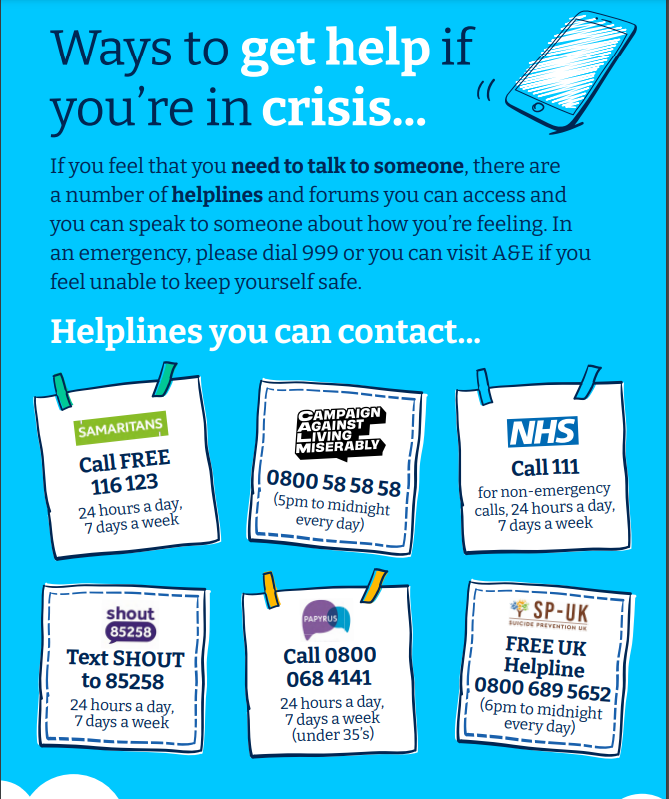 Ways to get help if
you're in crisis...
If you feel that you need to talk to someone, there are
a number of helplines and forums you can access and
you can speak to someone about how you're feeling. In
an emergency, please dial 999 or you can visit A&E if you
feel unable to keep yourself safe.
Helplines you can contact...
SAMARITANS
Call FREE
116 123
24 hours a day,
7 days a week
CAMPAIGN
AGAINST
LIVING
MISERABLY
0800 58 58 58
(5pm to midnight
every day)
NHS
Call 111
for non-emergency
calls, 24 hours a day,
7 days a week
shout
85258
Text SHOUT
to 85258
24 hours a day,
7 days a week
PAPYRUS
Call 0800
068 4141
24 hours a day,
7 days a week
(under 35's)
SP-UK
SUICIDE PREVENTION UK
FREE UK
Helpline
0800 689 5652
(6pm to midnight
every day)